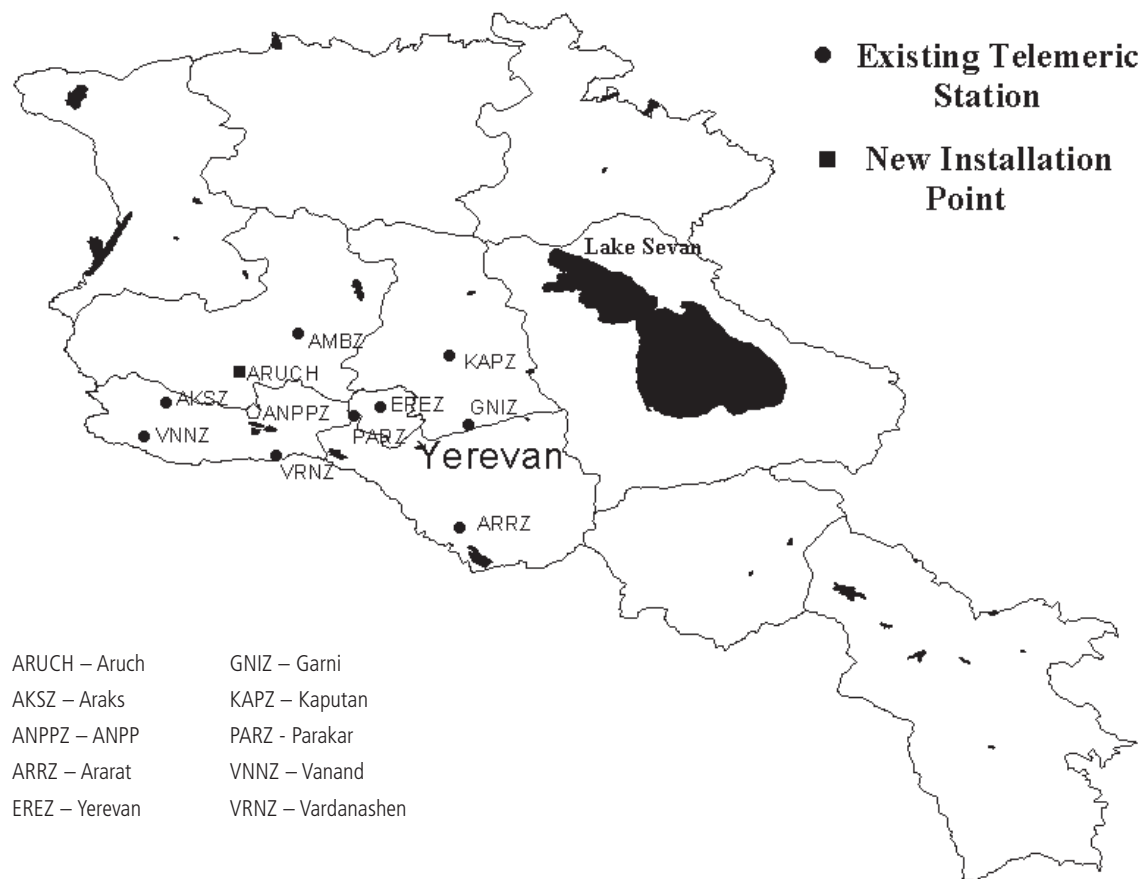 Existing Telemeric
Station
New Installation
Point
Lake Sevan
AMBZ
KAPZ
ARUCH
AKSZ
ANPPZ
EREZ
GNIZ
PARZ
VNNZ
Yerevan
VRNZ
ARRZ
ARUCH – Aruch
AKSZ – Araks
ANPPZ – ANPP
ARRZ – Ararat
EREZ – Yerevan
GNIZ – Garni
KAPZ – Kaputan
PARZ - Parakar
VNNZ – Vanand
VRNZ – Vardanashen